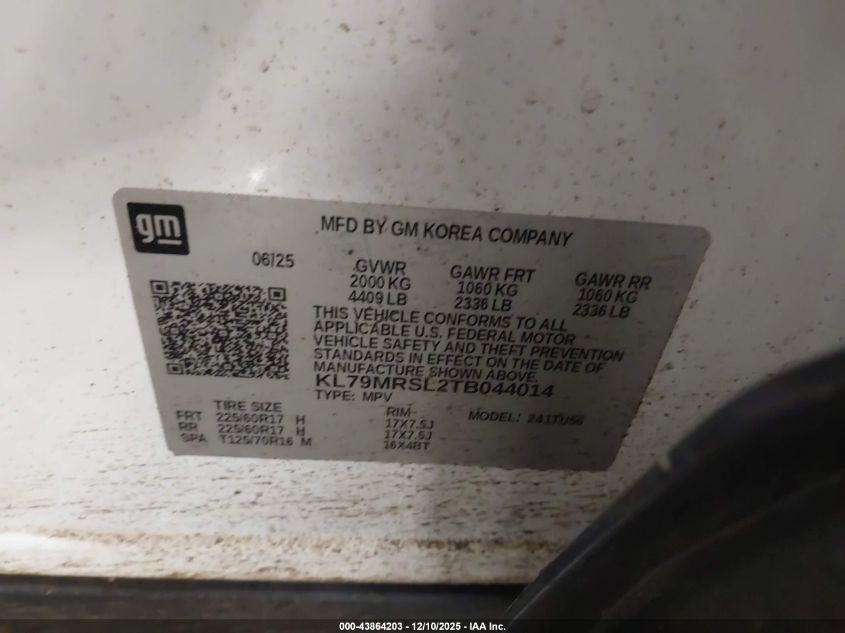 gm
MFD BY GM KOREA COMPANY
06/25
GVWR GAWR FRT GAWR RR
2000 KG 1060 KG 1060 KG
4409 LB 2336 LB 2336 LB
THIS VEHICLE CONFORMS TO ALL
APPLICABLE U.S. FEDERAL MOTOR
VEHICLE SAFETY AND THEFT PREVENTION
STANDARDS IN EFFECT ON THE DATE OF
MANUFACTURE SHOWN ABOVE
KL79MRSL2TB044014
TYPE: MPV
TIRE SIZE RIM MODEL: 241TU56
FRT 225/60R17 H 17X7.5J
RR 225/60R17 H 17X7.5J
SPA T125/70R16 M 16X4BT
000-43864203 - 12/10/2025 - IAA Inc.